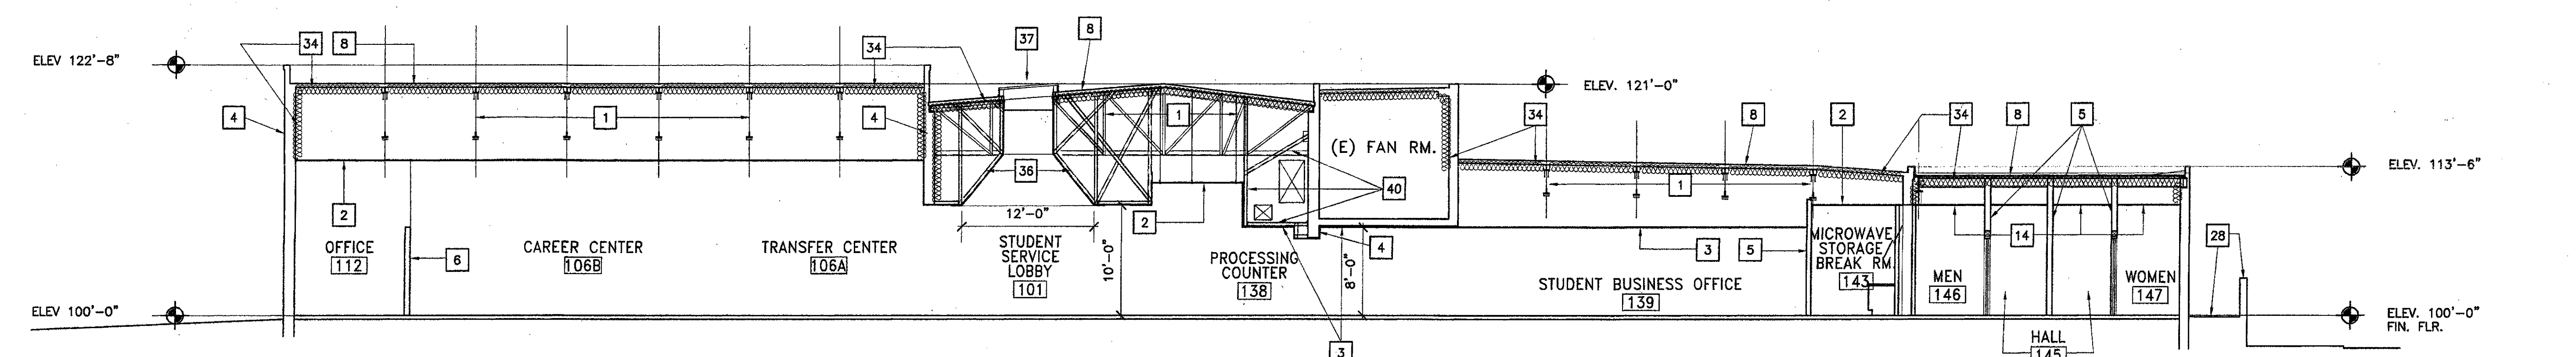 37
8
34
8
34
ELEV 122'-8"
ELEV. 121'-0"
4
1
4
1
34
8
2
34
8
5
(E) FAN RM.
ELEV. 113'-6"
36
40
1
2
12'-0"
2
14
OFFICE
112
6
CAREER CENTER
106B
TRANSFER CENTER
106A
STUDENT
SERVICE
LOBBY
101
10'-0"
PROCESSING
COUNTER
138
4
8'-0"
3
5
STUDENT BUSINESS OFFICE
139
MICROWAVE/
STORAGE/
BREAK RM.
143
MEN
146
WOMEN
147
28
ELEV 100'-0"
ELEV. 100'-0"
FIN. FLR.
HALL
145
3